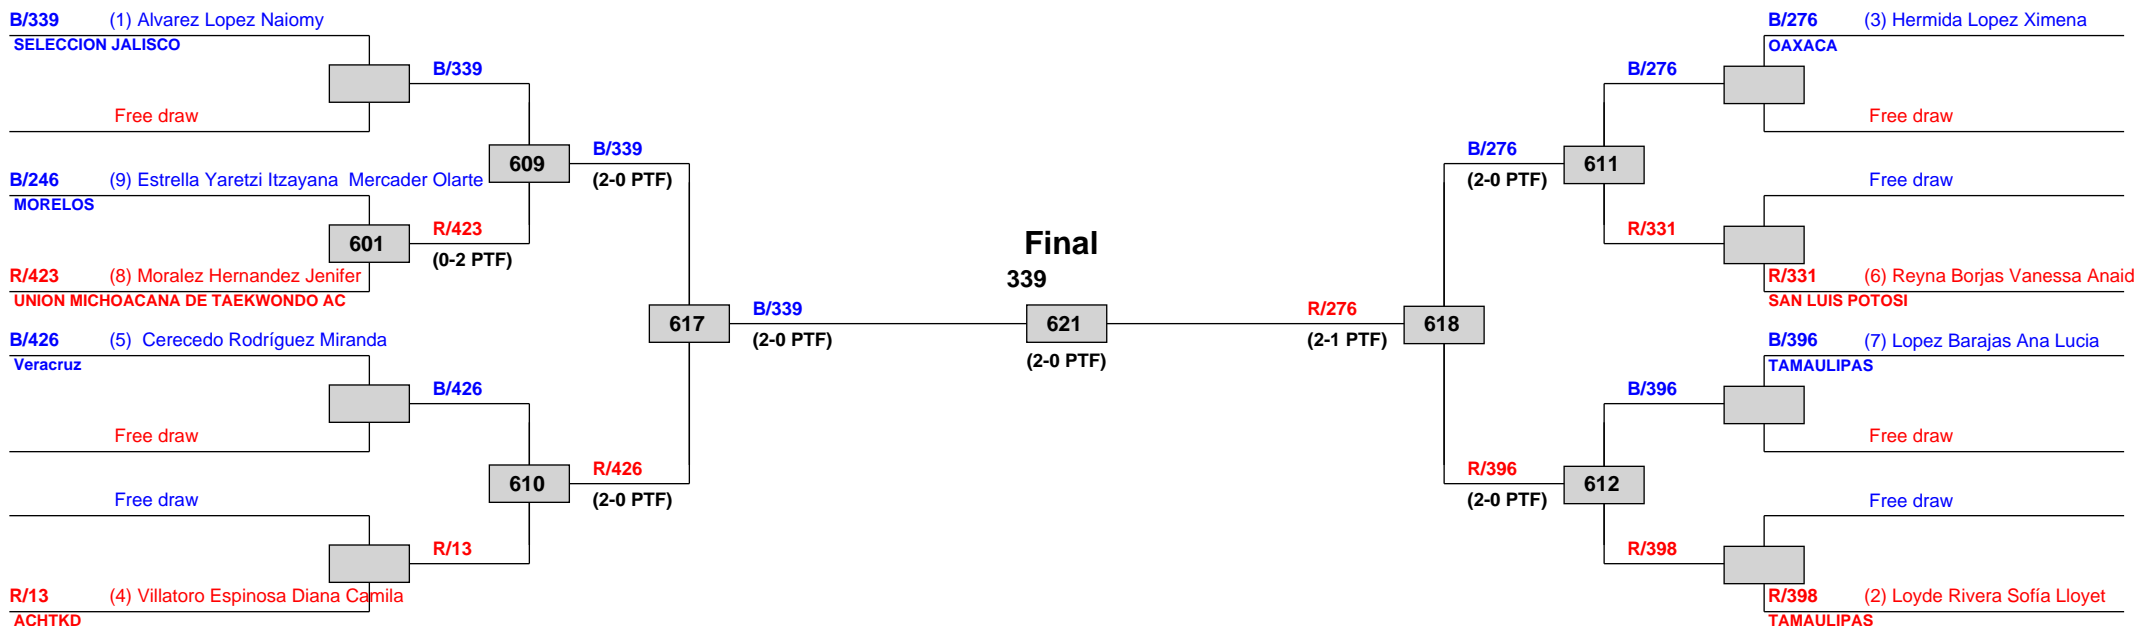 B/339 (1) Alvarez Lopez Naiomy
SELECCION JALISCO
B/339
Free draw
609
B/339
(2-0 PTF)
B/246 (9) Estrella Yaretzi Itzayana  Mercader Olarte
MORELOS
601
R/423
(0-2 PTF)
R/423 (8) Moralez Hernandez Jenifer
UNION MICHOACANA DE TAEKWONDO AC
617
B/339
(2-0 PTF)
B/426 (5)  Cerecedo Rodríguez Miranda
Veracruz
B/426
Free draw
610
R/426
(2-0 PTF)
Free draw
R/13
R/13 (4) Villatoro Espinosa Diana Camila
ACHTKD
Final
339
621
(2-0 PTF)
B/276 (3) Hermida Lopez Ximena
OAXACA
B/276
Free draw
B/276
(2-0 PTF)
611
Free draw
R/331
R/331 (6) Reyna Borjas Vanessa Anaid
SAN LUIS POTOSI
R/276
(2-1 PTF)
618
B/396 (7) Lopez Barajas Ana Lucia
TAMAULIPAS
B/396
Free draw
R/396
(2-0 PTF)
612
Free draw
R/398
R/398 (2) Loyde Rivera Sofía Lloyet
TAMAULIPAS